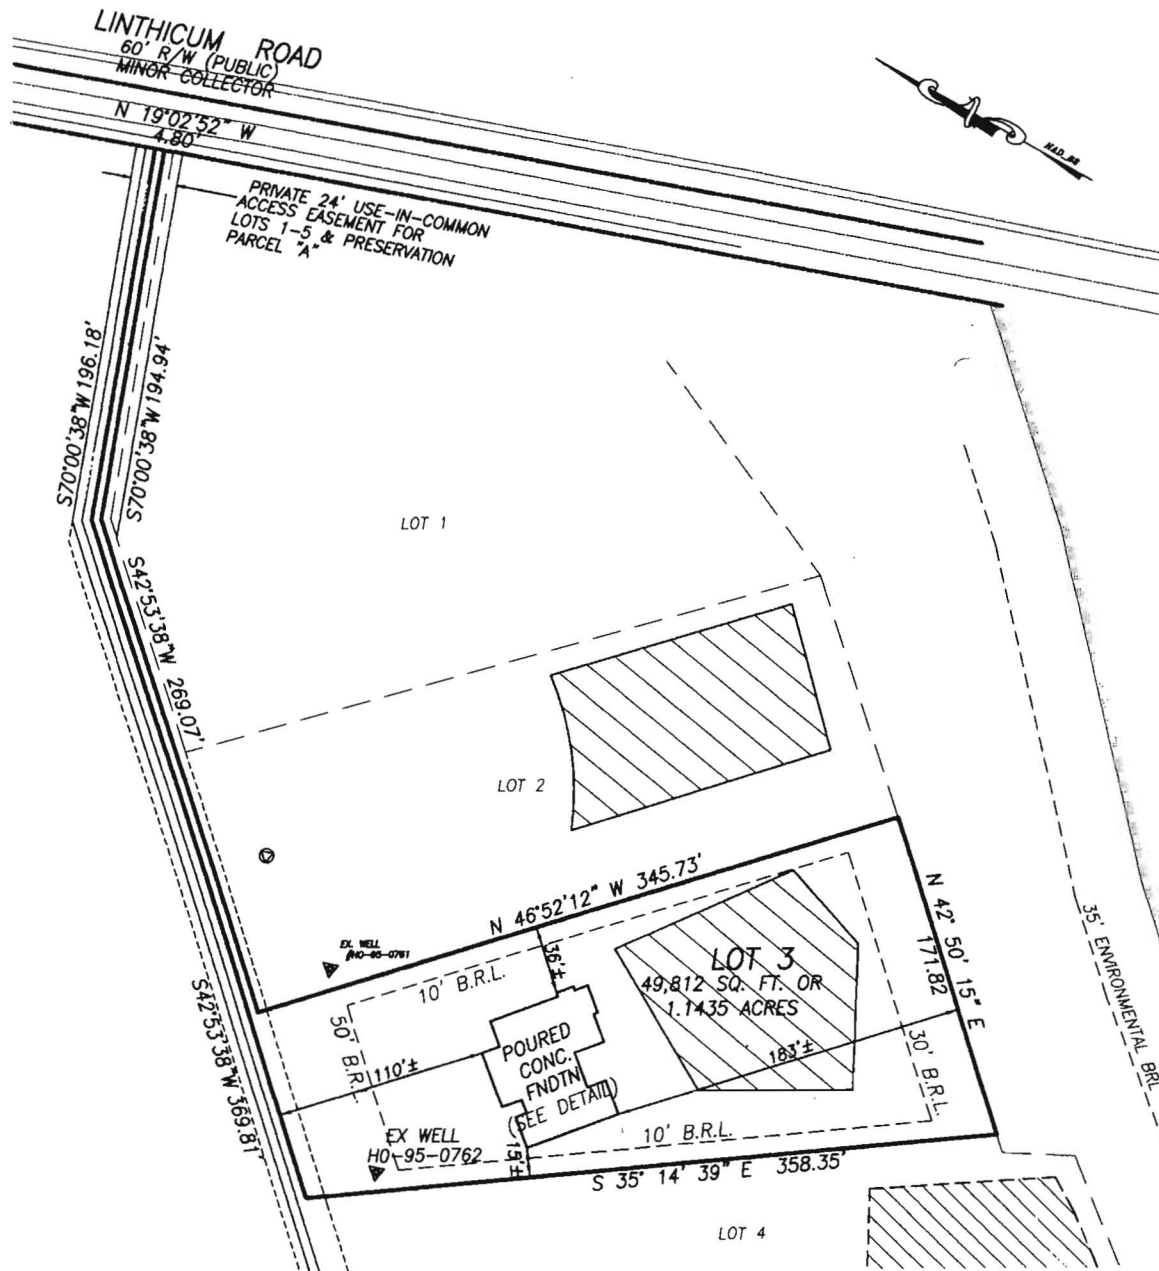 LINTHICUM ROAD
60' R/W (PUBLIC)
MINOR COLLECTOR
N 19°02'52" W
4.80'
NAD_83
PRIVATE 24' USE-IN-COMMON
ACCESS EASEMENT FOR
LOTS 1-5 & PRESERVATION
PARCEL "A"
S70°00'38"W 196.18'
S70°00'38"W 194.94'
LOT 1
S42°53'38"W 269.07'
LOT 2
N 46°52'12" W 345.73'
EX. WELL
HO-95-0761
36'±
10' B.R.L.
LOT 3
49,812 SQ. FT. OR
1.1435 ACRES
N 42° 50' 15" E
171.82
35' ENVIRONMENTAL BRL
S42°53'38"W 369.81'
50' B.R.L.
POURED
CONC.
FNDTN
(SEE DETAIL)
110'±
183'±
30' B.R.L.
EX WELL
HO-95-0762
15'±
10' B.R.L.
S 35° 14' 39" E 358.35'
LOT 4